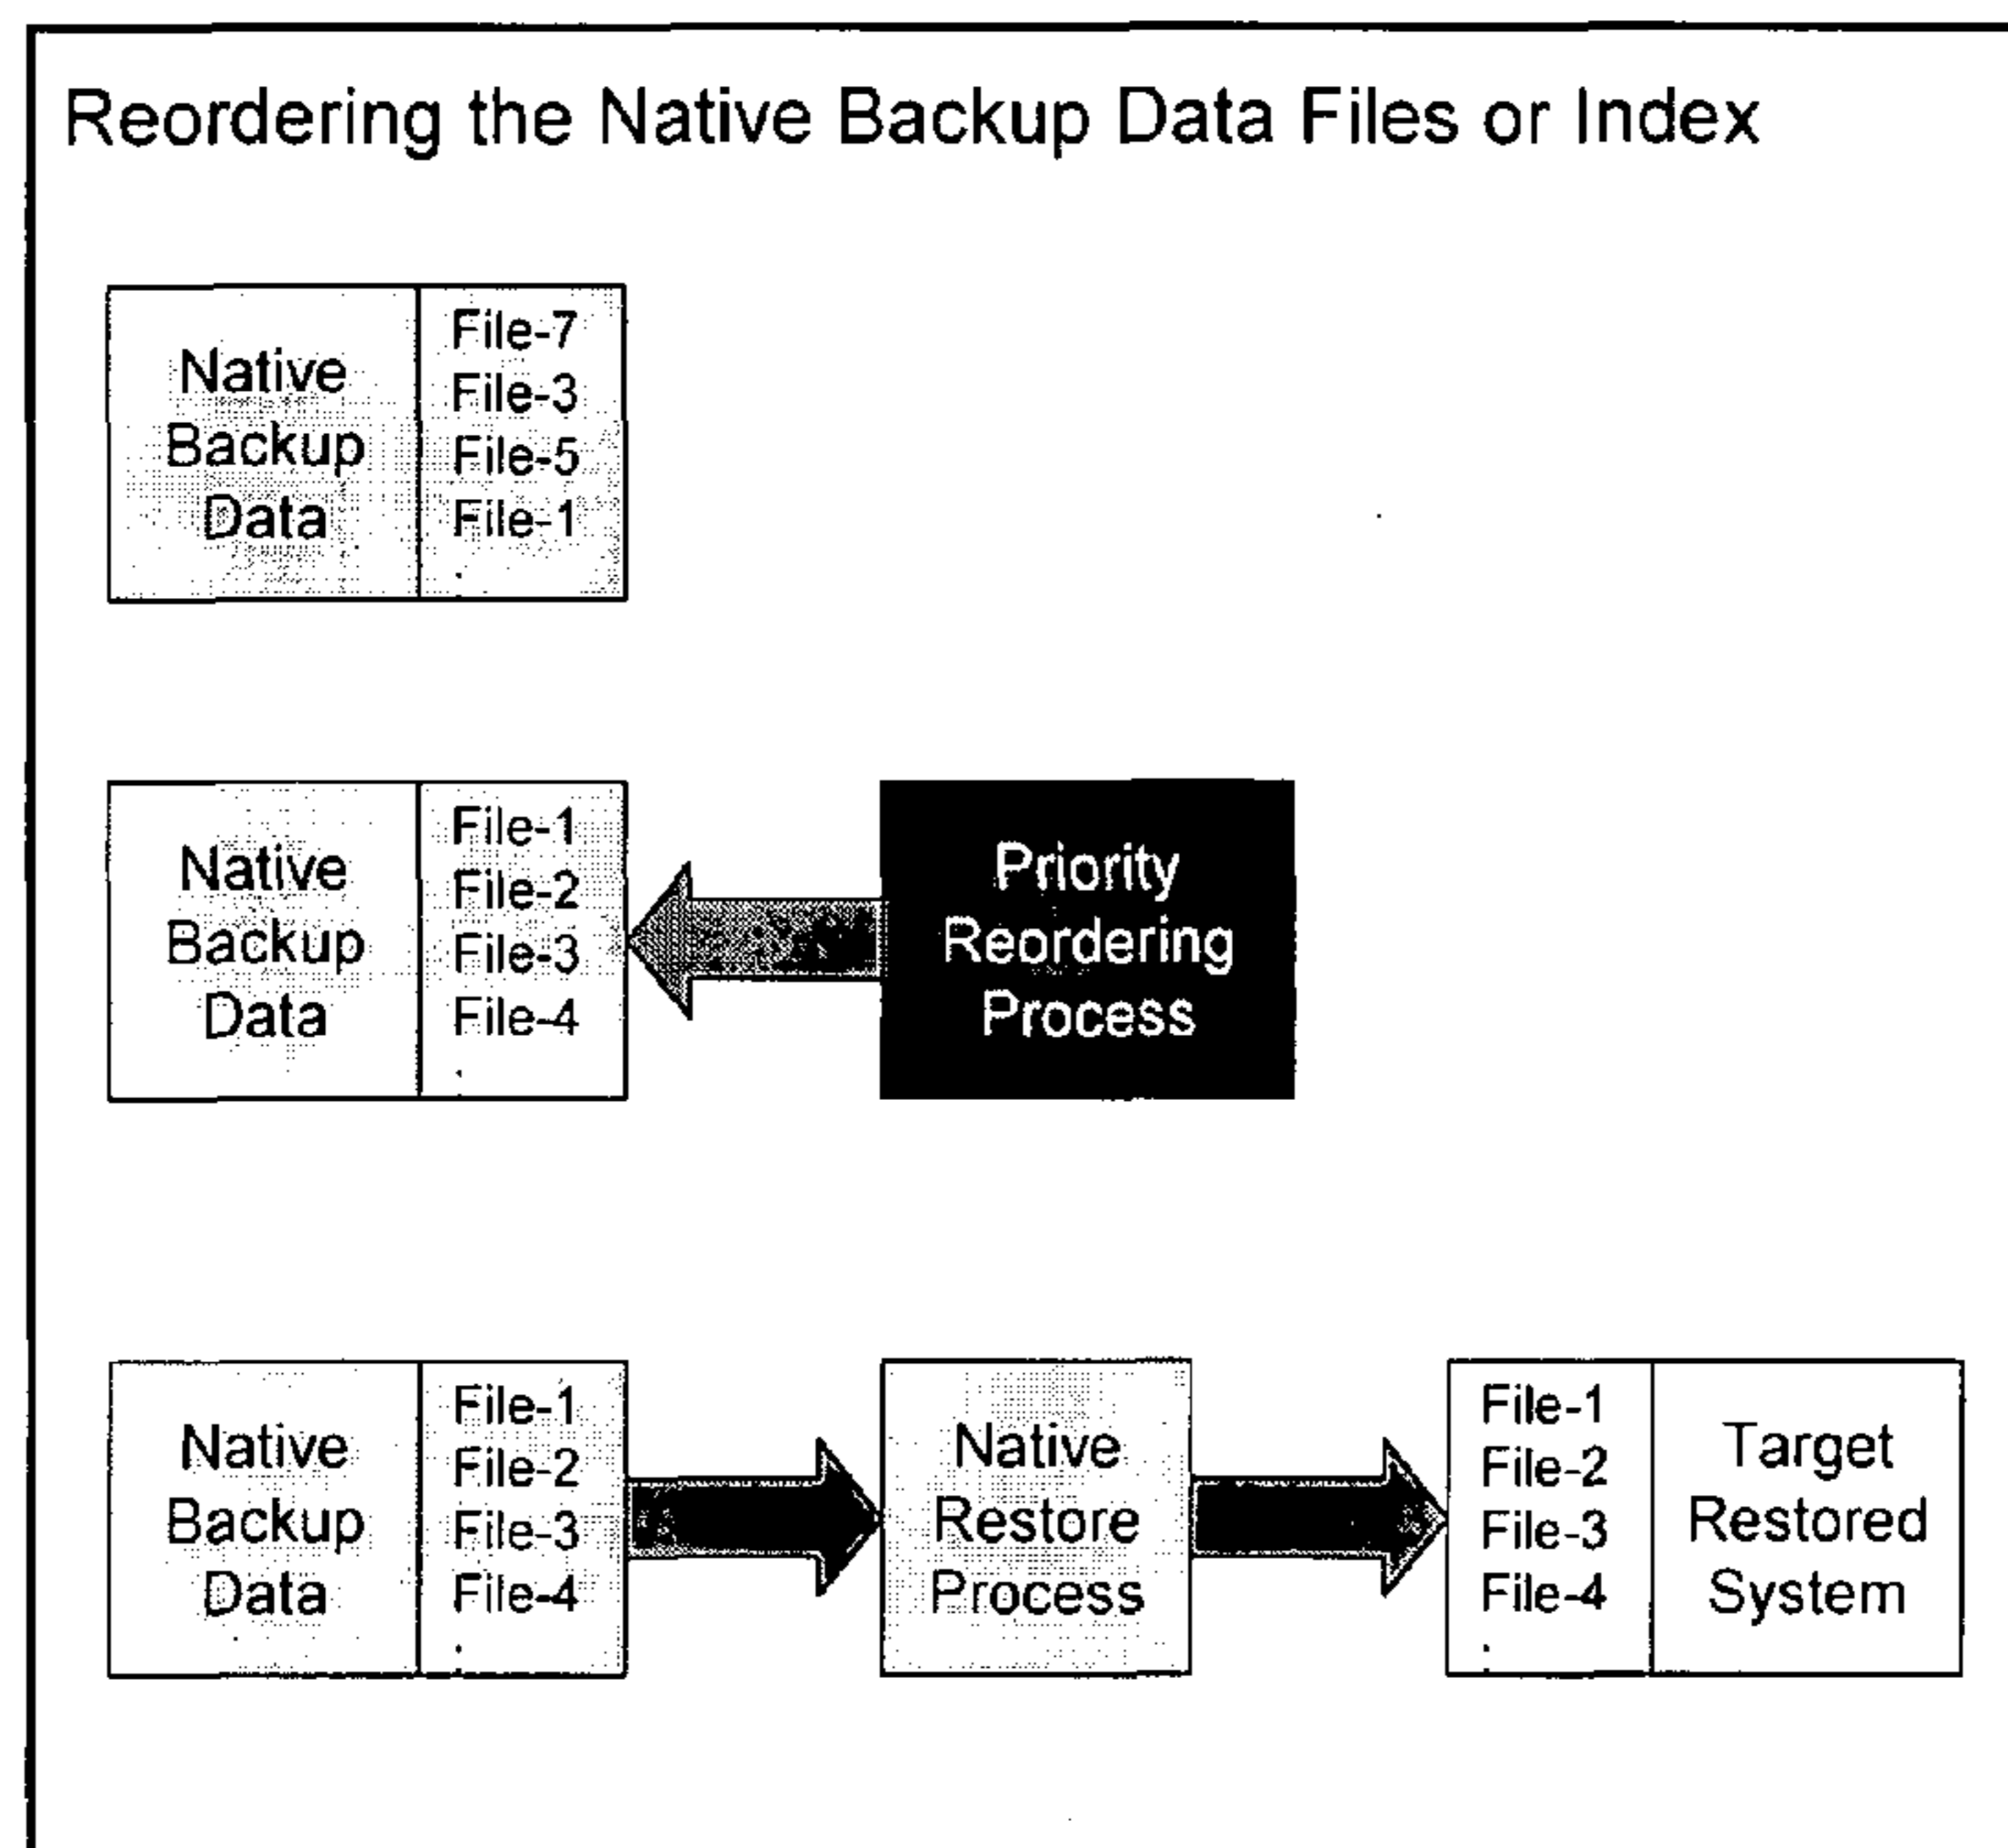 Reordering the Native Backup Data Files or Index
Native
Backup
Data
File-7
File-3
File-5
File-1
.
Native
Backup
Data
File-1
File-2
File-3
File-4
.
Priority
Reordering
Process
Native
Backup
Data
File-1
File-2
File-3
File-4
:
Native
Restore
Process
File-1
File-2
File-3
File-4
:
Target
Restored
System